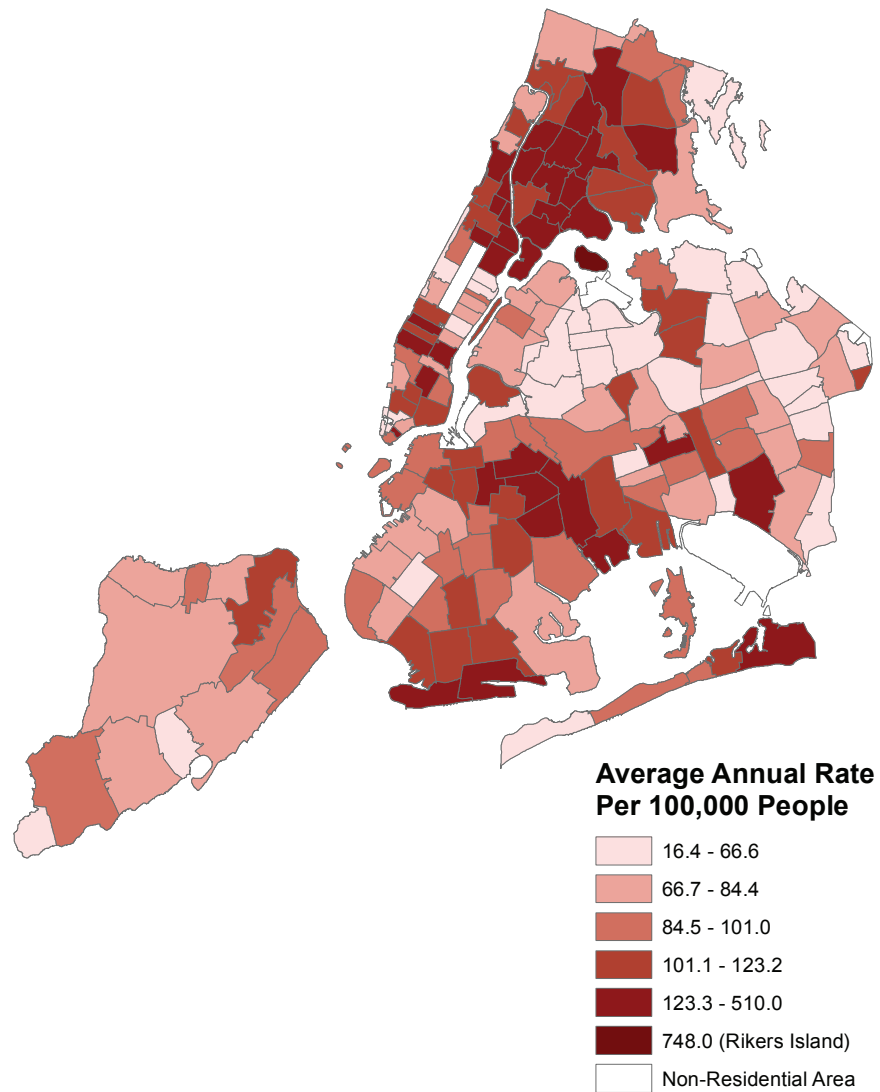 Average Annual Rate
Per 100,000 People
16.4 - 66.6
66.7 - 84.4
84.5 - 101.0
101.1 - 123.2
123.3 - 510.0
748.0 (Rikers Island)
Non-Residential Area